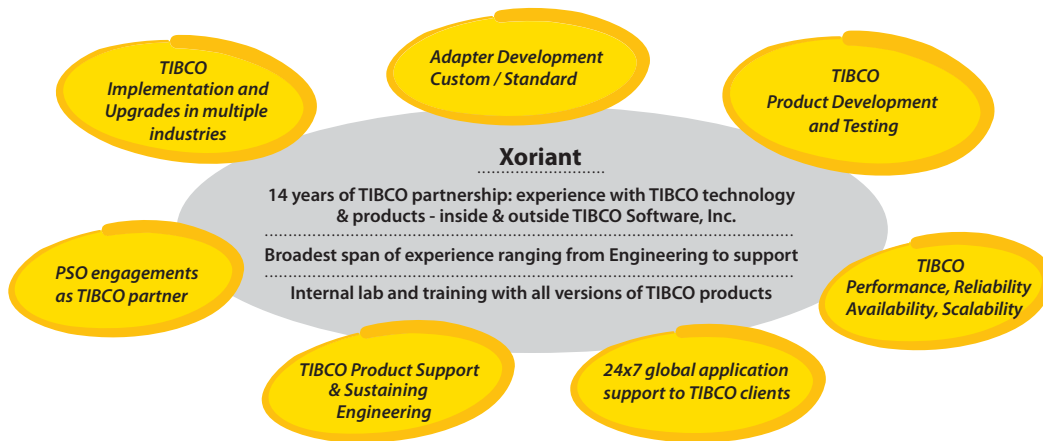 TIBCO
Implementation and
Upgrades in multiple
industries
Adapter Development
Custom / Standard
TIBCO
Product Development
and Testing
Xoriant
14 years of TIBCO partnership: experience with TIBCO technology
& products - inside & outside TIBCO Software, Inc.
Broadest span of experience ranging from Engineering to support
Internal lab and training with all versions of TIBCO products
PSO engagements
as TIBCO partner
TIBCO
Performance, Reliability
Availability, Scalability
TIBCO Product Support
& Sustaining
Engineering
24x7 global application
support to TIBCO clients